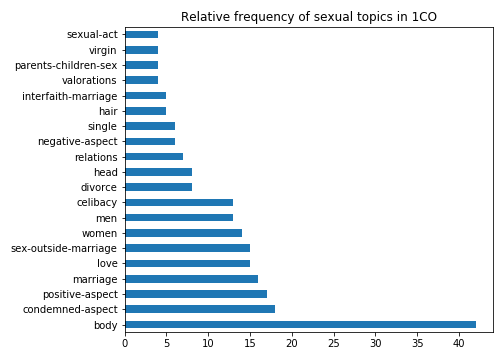 Relative frequency of sexual topics in 1CO
sexual-act
virgin
parents-children-sex
valorations
interfaith-marriage
hair
single
negative-aspect
relations
head
divorce
celibacy
men
women
sex-outside-marriage
love
marriage
positive-aspect
condemned-aspect
body
0 5 10 15 20 25 30 35 40